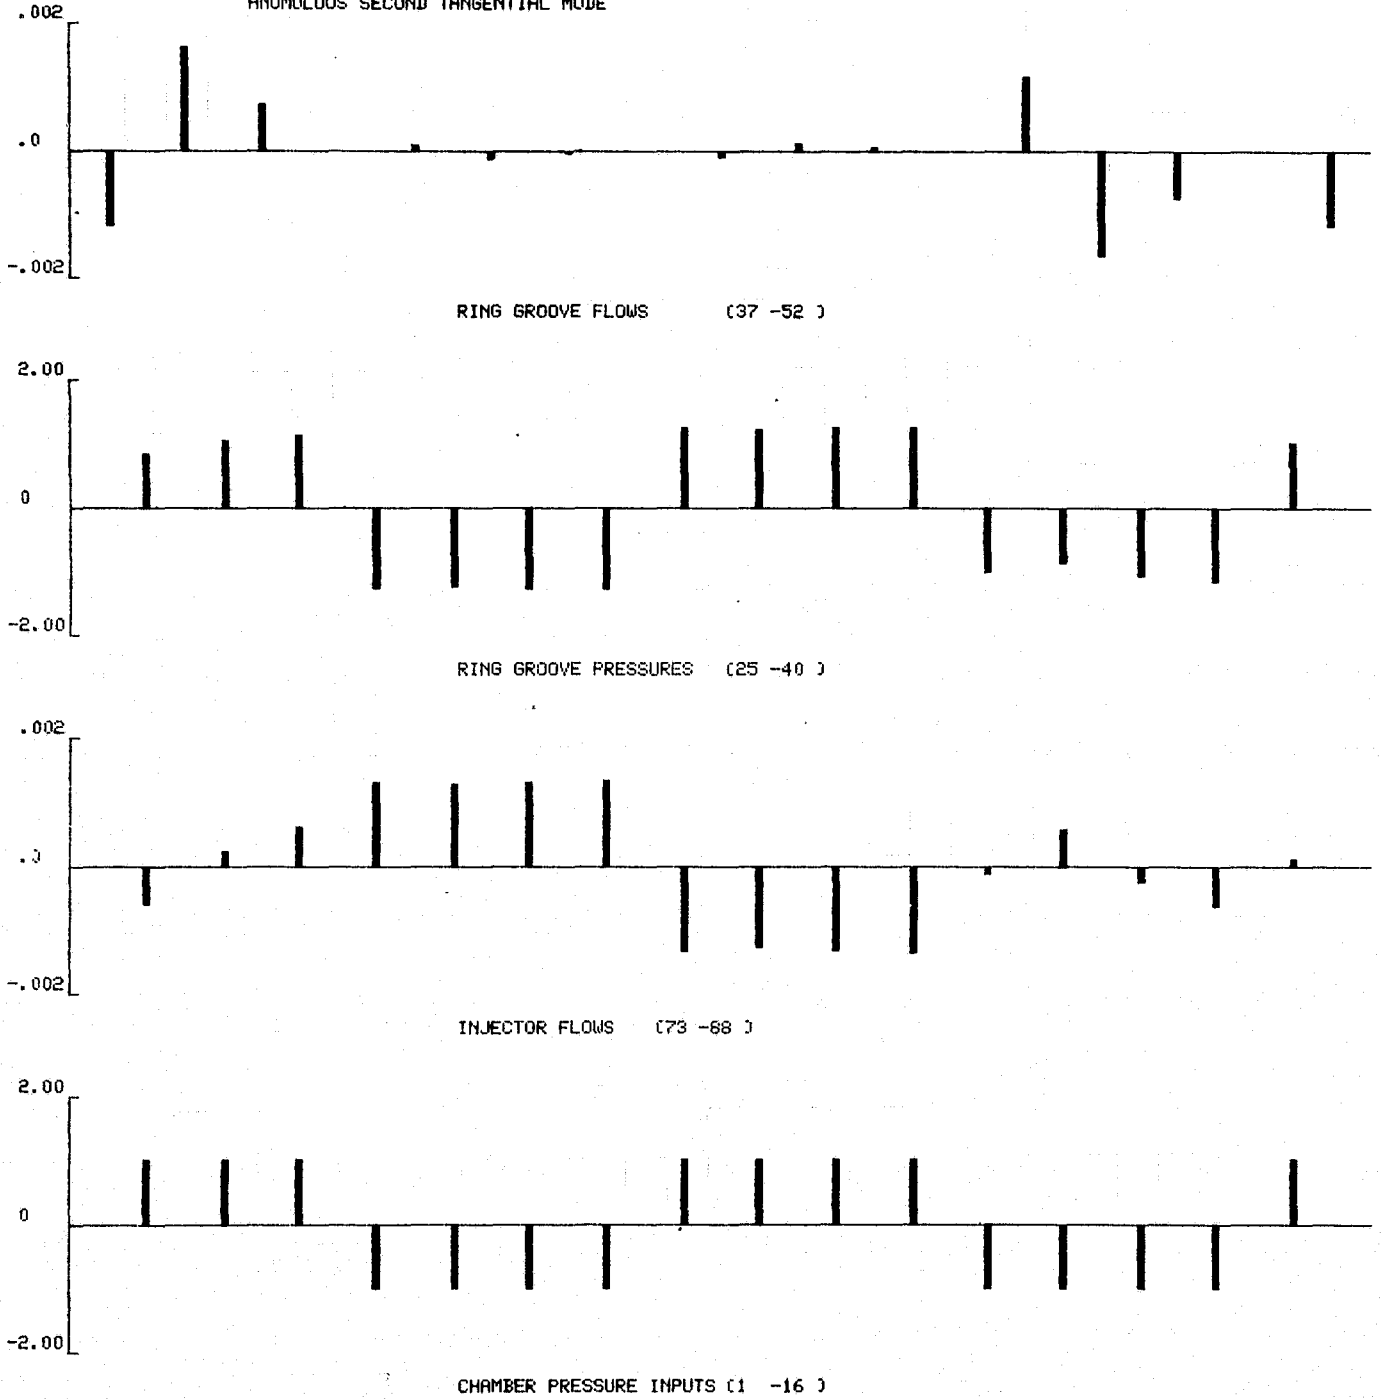 ANOMOLOUS SECOND TANGENTIAL MODE
.002
.0
-.002
RING GROOVE FLOWS (37 -52 )
2.00
0
-2.00
RING GROOVE PRESSURES (25 -40 )
.002
.0
-.002
INJECTOR FLOWS (73 -88 )
2.00
0
-2.00
CHAMBER PRESSURE INPUTS (1 -16 )